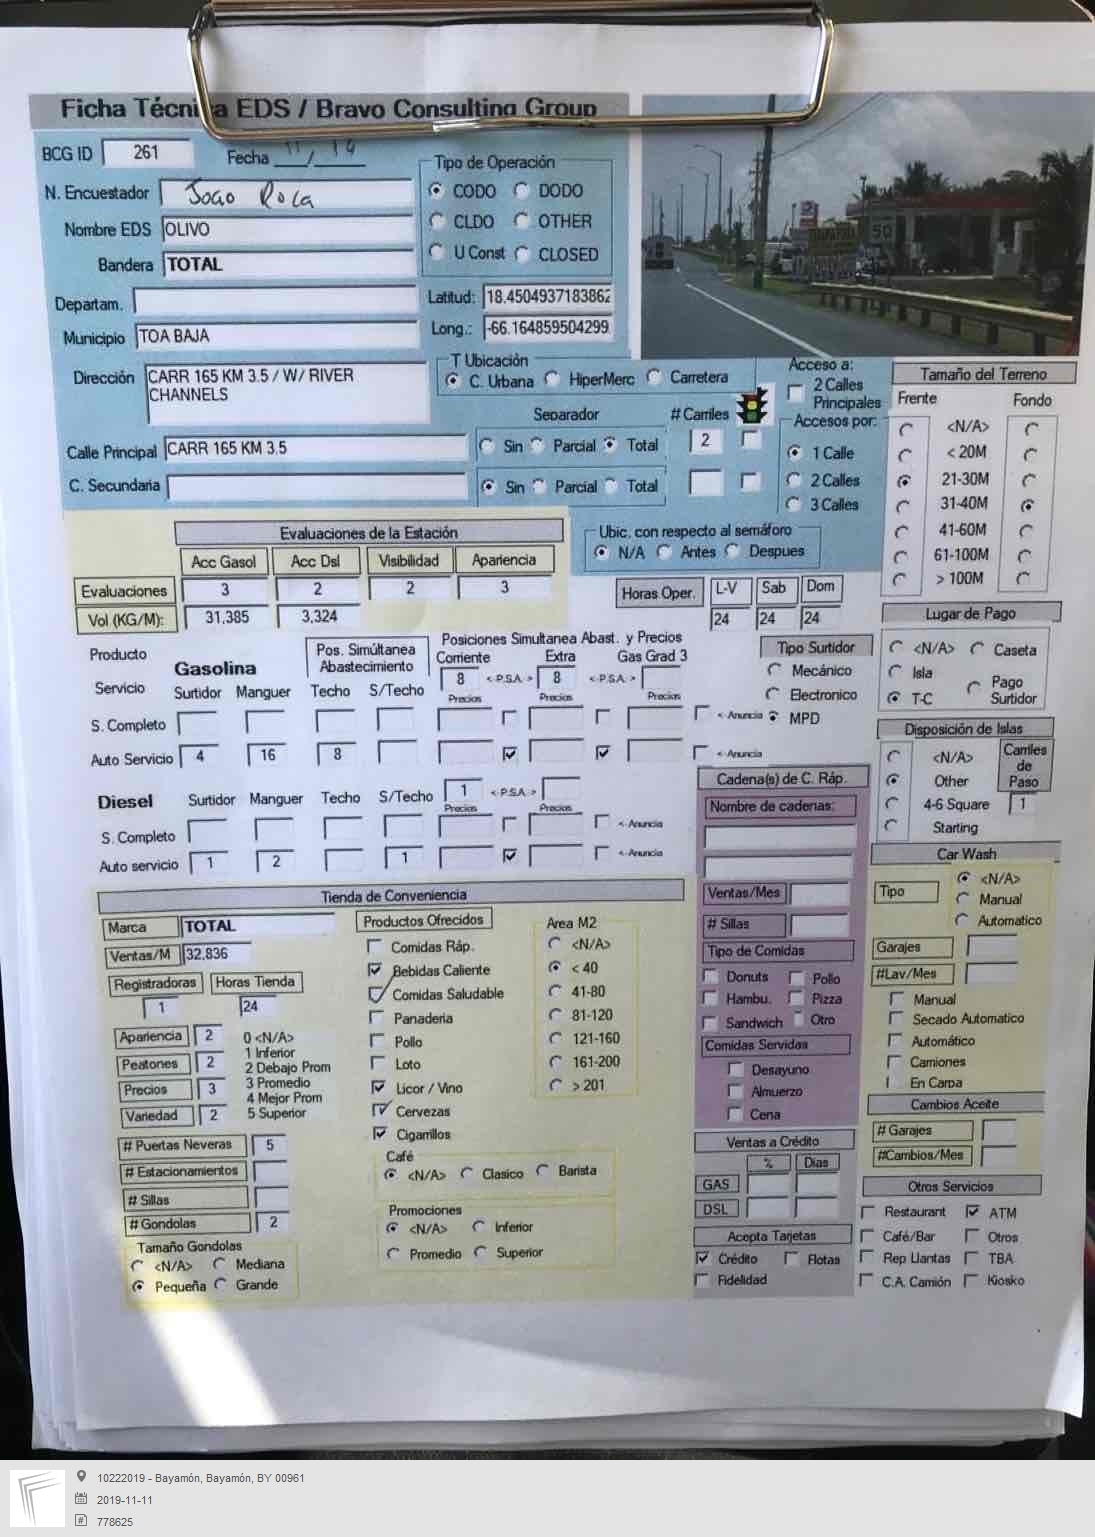 Ficha Técnica EDS / Bravo Consulting Group
BCG ID 261 Fecha 11/14
N. Encuestador Joao Roca
Nombre EDS OLIVO
Bandera TOTAL
Departam.
Municipio TOA BAJA
Tipo de Operación
CODO DODO
CLDO OTHER
U Const CLOSED
Latitud: 18.450493718386
Long.: -66.164859504299
Dirección CARR 165 KM 3.5 / W/ RIVER
CHANNELS
T Ubicación
C. Urbana HiperMerc Carretera
Separador # Carriles
Calle Principal CARR 165 KM 3.5 Sin Parcial Total 2
C. Secundaria Sin Parcial Total
Acceso a:
2 Calles
Principales
Accesos por:
1 Calle
2 Calles
3 Calles
Ubic. con respecto al semáforo
N/A Antes Despues
Tamaño del Terreno
Frente Fondo
<N/A>
< 20M
21-30M
31-40M
41-60M
61-100M
> 100M
Evaluaciones de la Estación
Acc Gasol Acc Dsl Visibilidad Apariencia
Evaluaciones 3 2 2 3
Vol (KG/M): 31,385 3,324
Horas Oper. L-V Sab Dom
24 24 24
Lugar de Pago
<N/A> Caseta
Isla
T-C Pago
Surtidor
Producto Gasolina
Pos. Simúltanea
Abastecimiento
Posiciones Simultanea Abast. y Precios
Corriente Extra Gas Grad 3
8 <-P.S.A.-> 8 <-P.S.A.->
Servicio Surtidor Manguer Techo S/Techo Precios Precios Precios
S. Completo <-Anuncia
Auto Servicio 4 16 8 <-Anuncia
Tipo Surtidor
Mecánico
Electronico
MPD
Disposición de Islas
<N/A>
Other
4-6 Square
Starting
Carriles
de
Paso
1
Diesel Surtidor Manguer Techo S/Techo 1 <-P.S.A.->
Precios Precios
S. Completo <-Anuncia
Auto servicio 1 2 1 <-Anuncia
Cadena(s) de C. Ráp.
Nombre de cadenas:
Ventas/Mes
# Sillas
Tipo de Comidas
Donuts Pollo
Hambu. Pizza
Sandwich Otro
Comidas Servidas
Desayuno
Almuerzo
Cena
Car Wash
Tipo
<N/A>
Manual
Automatico
Garajes
#Lav/Mes
Manual
Secado Automatico
Automático
Camiones
En Carpa
Cambios Aceite
# Garajes
#Cambios/Mes
Tienda de Conveniencia
Marca TOTAL
Ventas/M 32,836
Registradoras Horas Tienda
1 24
Apariencia 2
Peatones 2
Precios 3
Variedad 2
0 <N/A>
1 Inferior
2 Debajo Prom
3 Promedio
4 Mejor Prom
5 Superior
# Puertas Neveras 5
# Estacionamientos
# Sillas
# Gondolas 2
Tamaño Gondolas
<N/A> Mediana
Pequeña Grande
Productos Ofrecidos
Comidas Ráp.
Bebidas Caliente
Comidas Saludable
Panaderia
Pollo
Loto
Licor / Vino
Cervezas
Cigarrillos
Area M2
<N/A>
< 40
41-80
81-120
121-160
161-200
> 201
Café
<N/A> Clasico Barista
Promociones
<N/A> Inferior
Promedio Superior
Ventas a Crédito
% Dias
GAS
DSL
Acepta Tarjetas
Crédito Flotas
Fidelidad
Otros Servicios
Restaurant ATM
Café/Bar Otros
Rep Llantas TBA
C.A. Camión Kiosko
10222019 - Bayamón, Bayamón, BY 00961
2019-11-11
778625